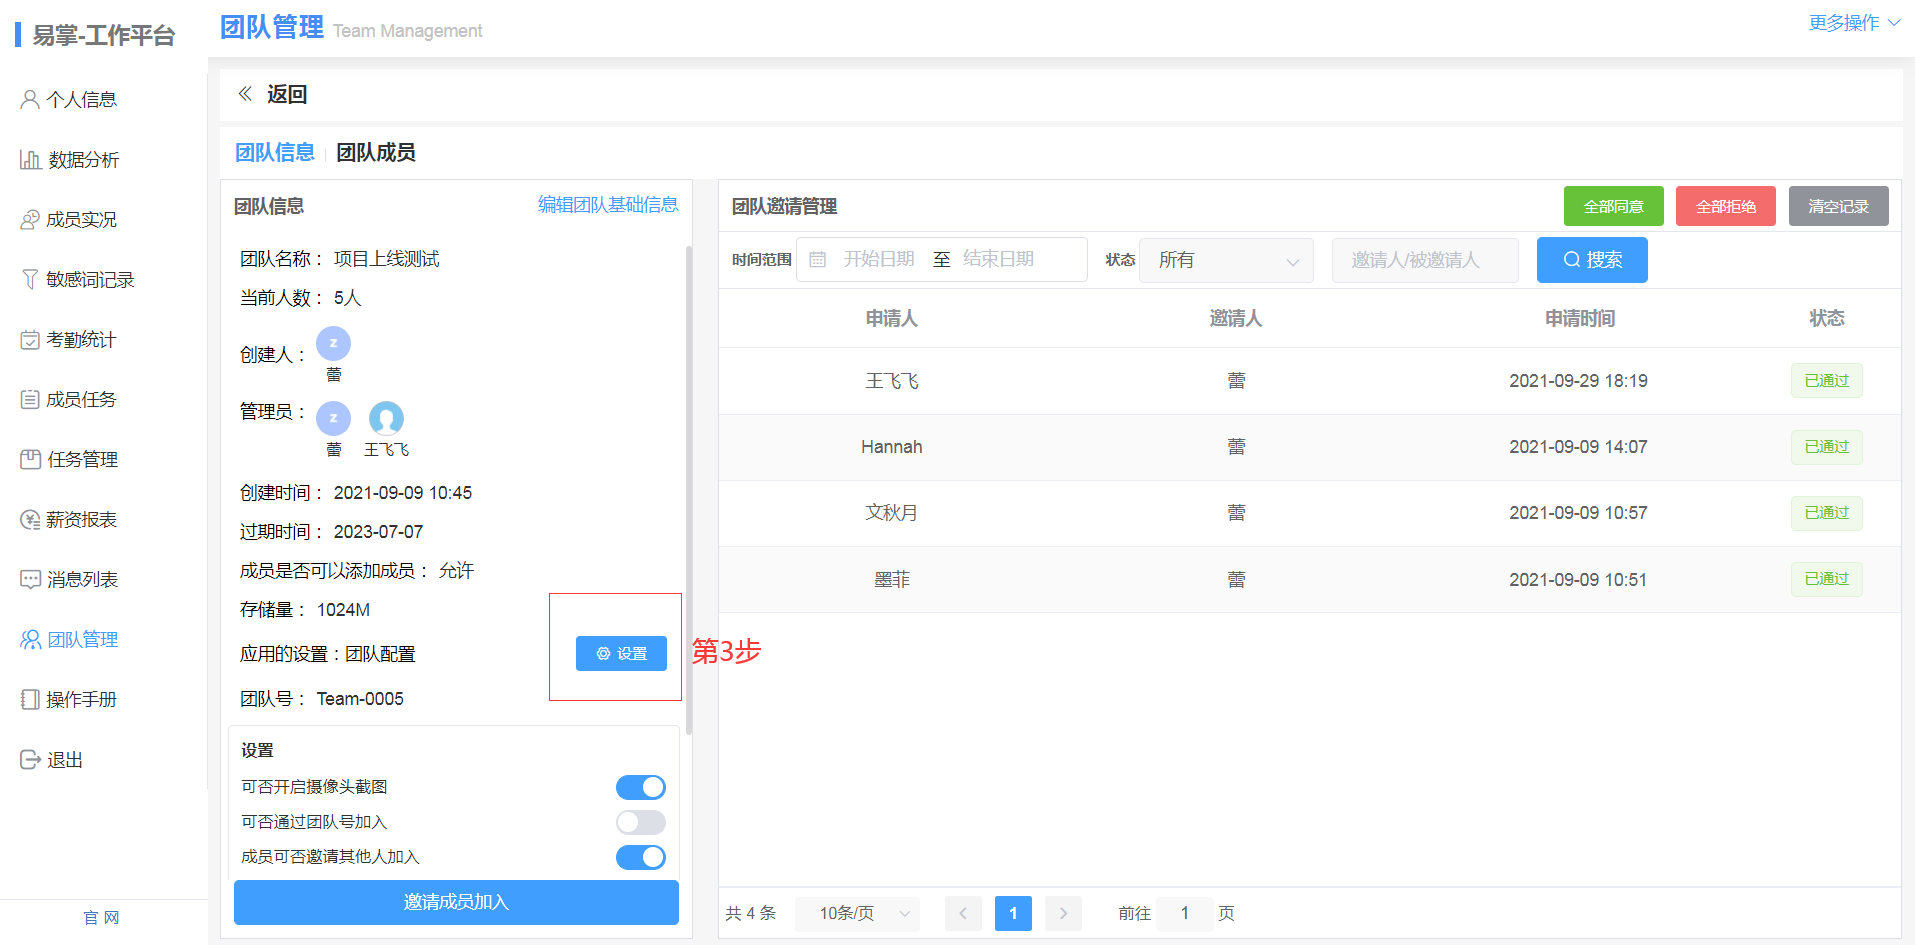 易掌-工作平台
个人信息
数据分析
成员实况
敏感词记录
考勤统计
成员任务
任务管理
薪资报表
消息列表
团队管理
操作手册
退出
官 网
团队管理 Team Management
更多操作
返回
团队信息 团队成员
团队信息 编辑团队基础信息
团队名称： 项目上线测试
当前人数： 5人
创建人： z
蕾
管理员： z
蕾 王飞飞
创建时间： 2021-09-09 10:45
过期时间： 2023-07-07
成员是否可以添加成员： 允许
存储量： 1024M
应用的设置：团队配置 设置
第3步
团队号： Team-0005
设置
可否开启摄像头截图
可否通过团队号加入
成员可否邀请其他人加入
邀请成员加入
团队邀请管理 全部同意 全部拒绝 清空记录
时间范围 开始日期 至 结束日期 状态 所有 邀请人/被邀请人 搜索
申请人 邀请人 申请时间 状态
王飞飞 蕾 2021-09-29 18:19 已通过
Hannah 蕾 2021-09-09 14:07 已通过
文秋月 蕾 2021-09-09 10:57 已通过
墨菲 蕾 2021-09-09 10:51 已通过
共 4 条 10条/页 1 前往 1 页